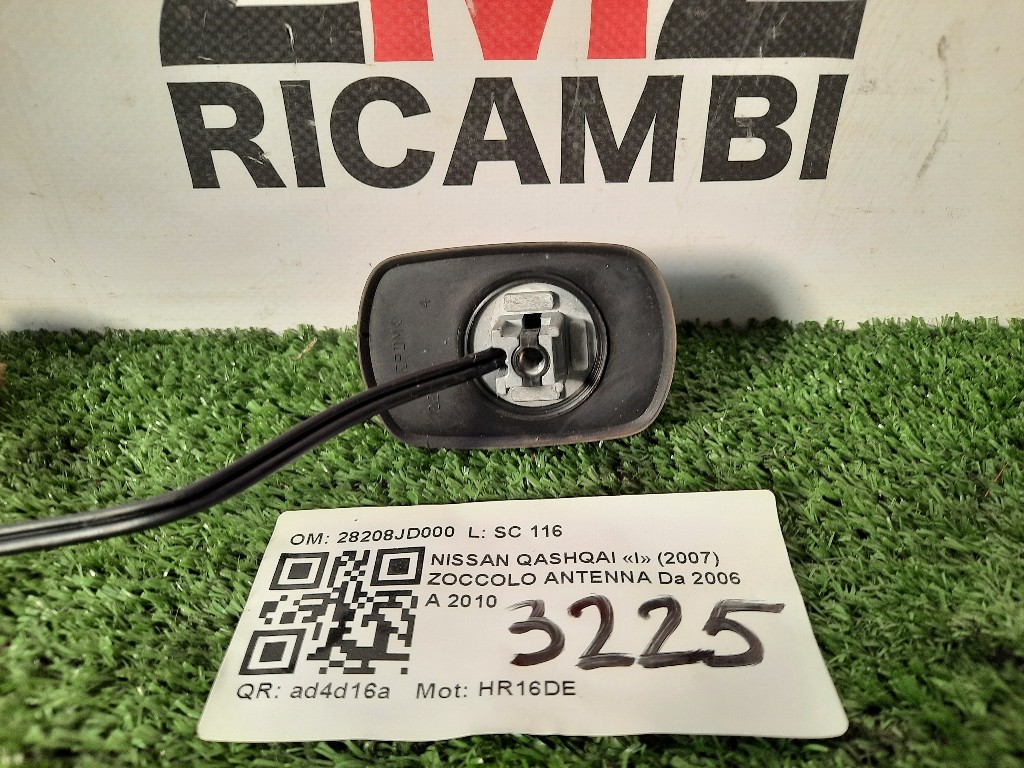 RICAMBI
OM: 28208JD000 L: SC 116
NISSAN QASHQAI «I» (2007)
ZOCCOLO ANTENNA Da 2006
A 2010
3225
QR: ad4d16a Mot: HR16DE